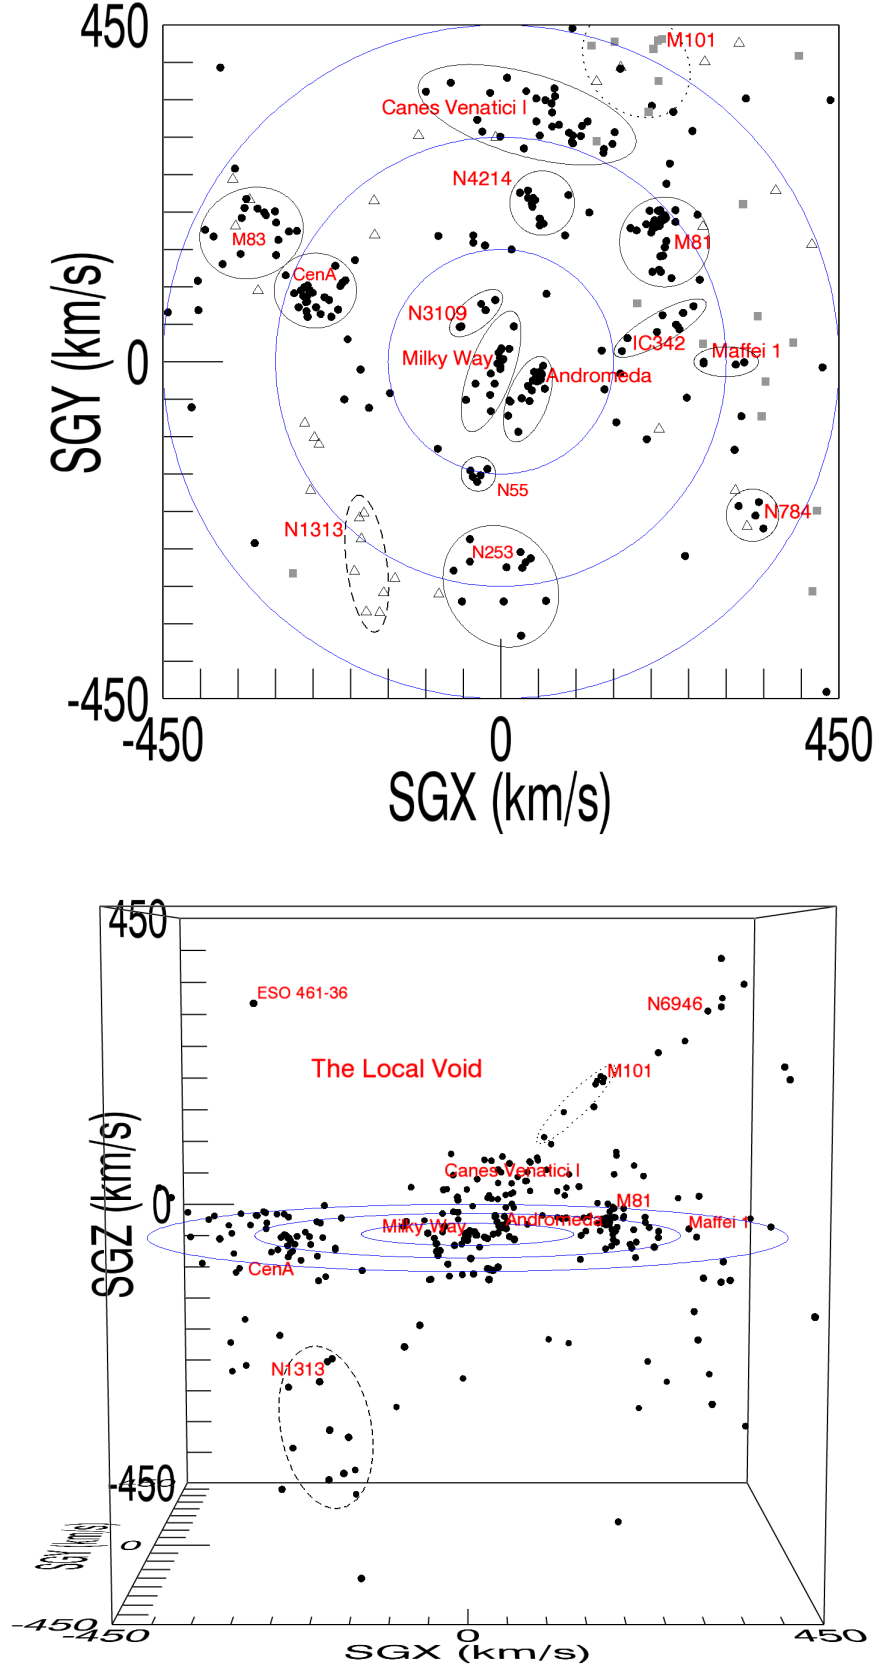 450
M101
Canes Venatici I
N4214
M83
M81
CenA
N3109
IC342
Milky Way
Maffei 1
Andromeda
0
SGY (km/s)
N55
N784
N1313
N253
-450
-450
0
450
SGX (km/s)
450
ESO 461-36
N6946
The Local Void
M101
Canes Venatici I
M81
0
Milky Way
Andromeda
Maffei 1
SGZ (km/s)
CenA
N1313
-450
450
0
SGY (km/s)
-450
-450
0
450
SGX (km/s)